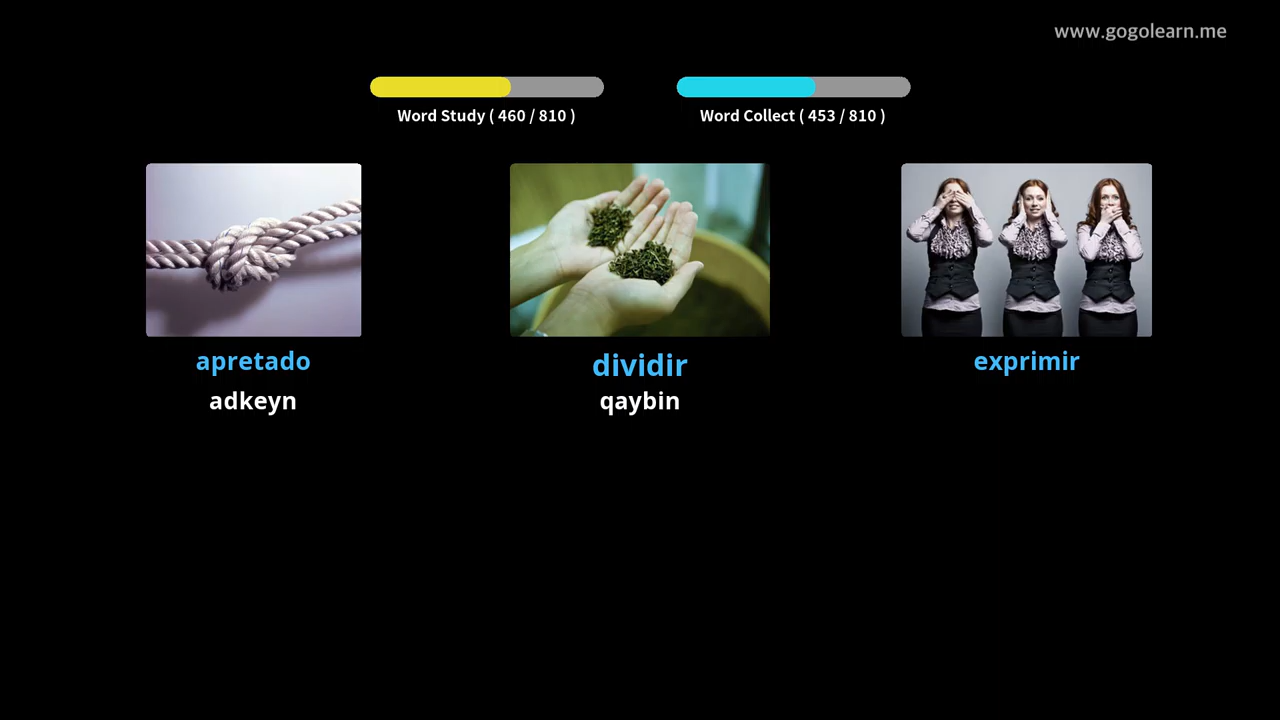 www.gogolearn.me
Word Study ( 460 / 810 )
Word Collect ( 453 / 810 )
apretado
adkeyn
dividir
qaybin
exprimir